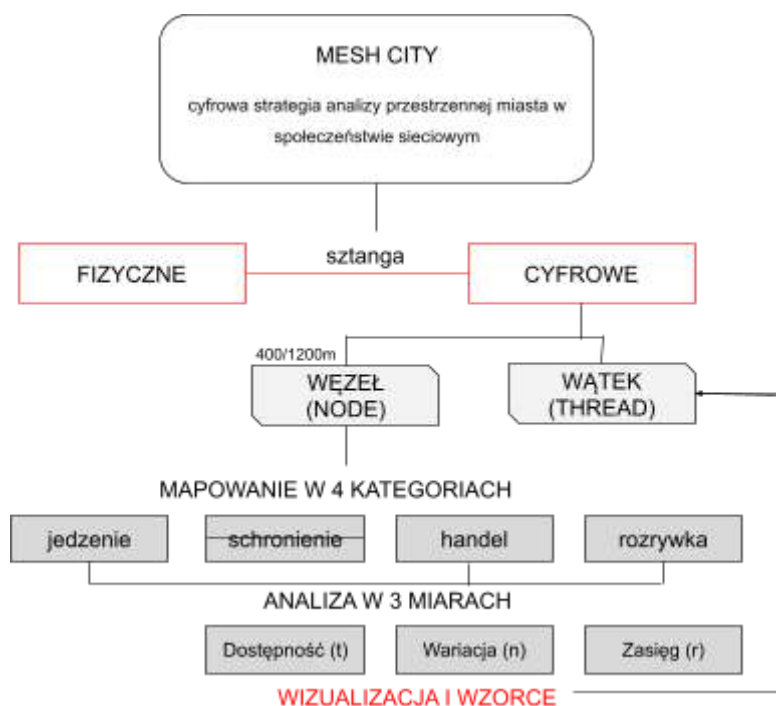 MESH CITY
cyfrowa strategia analizy przestrzennej miasta w
społeczeństwie sieciowym
sztanga
FIZYCZNE
CYFROWE
400/1200m
WĘZEŁ
(NODE)
WĄTEK
(THREAD)
MAPOWANIE W 4 KATEGORIACH
jedzenie
schronienie
handel
rozrywka
ANALIZA W 3 MIARACH
Dostępność (t)
Wariacja (n)
Zasięg (r)
WIZUALIZACJA I WZORCE